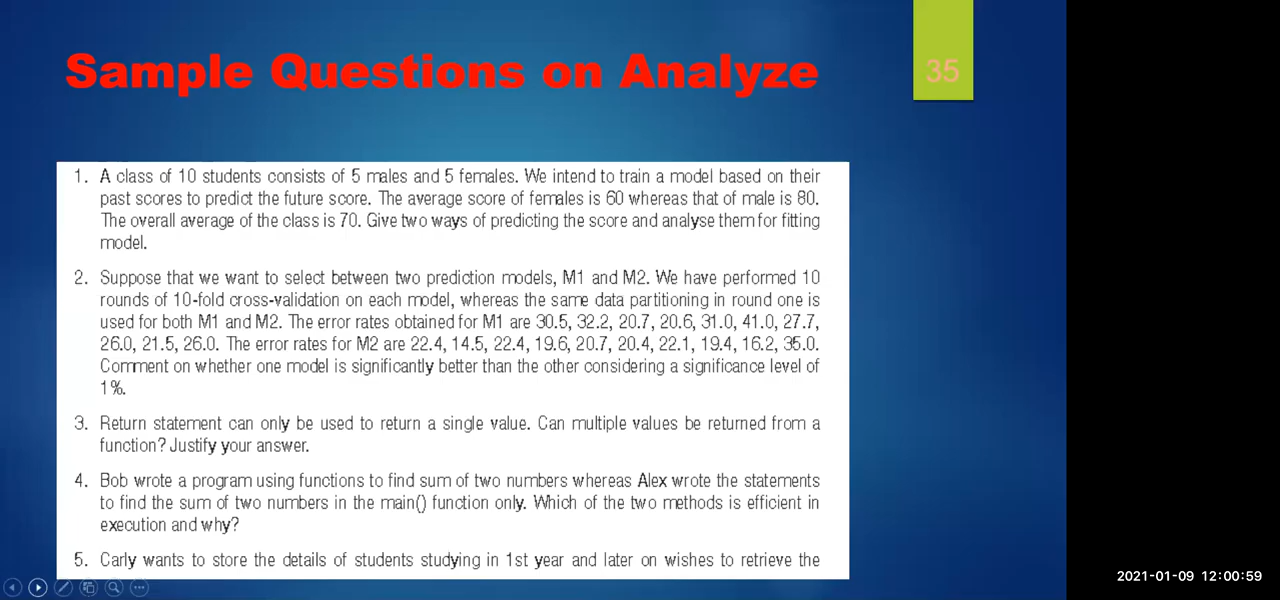 Sample Questions on Analyze
35
1. A class of 10 students consists of 5 males and 5 females. We intend to train a model based on their
past scores to predict the future score. The average score of females is 60 whereas that of male is 80.
The overall average of the class is 70. Give two ways of predicting the score and analyse them for fitting
model.
2. Suppose that we want to select between two prediction models, M1 and M2. We have performed 10
rounds of 10-fold cross-validation on each model, whereas the same data partitioning in round one is
used for both M1 and M2. The error rates obtained for M1 are 30.5, 32.2, 20.7, 20.6, 31.0, 41.0, 27.7,
26.0, 21.5, 26.0. The error rates for M2 are 22.4, 14.5, 22.4, 19.6, 20.7, 20.4, 22.1, 19.4, 16.2, 35.0.
Comment on whether one model is significantly better than the other considering a significance level of
1%.
3. Return statement can only be used to return a single value. Can multiple values be returned from a
function? Justify your answer.
4. Bob wrote a program using functions to find sum of two numbers whereas Alex wrote the statements
to find the sum of two numbers in the main() function only. Which of the two methods is efficient in
execution and why?
5. Carly wants to store the details of students studying in 1st year and later on wishes to retrieve the
2021-01-09 12:00:59